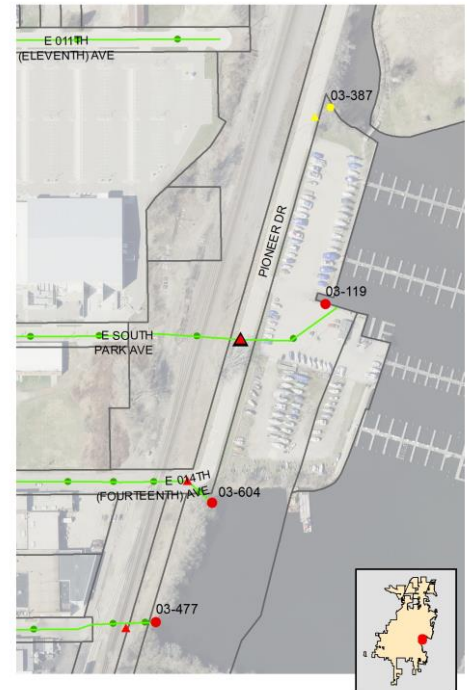 E 011TH
(ELEVENTH) AVE
03-387
PIONEER DR
03-119
E SOUTH
PARK AVE
E 014TH
(FOURTEENTH) AVE
03-604
03-477